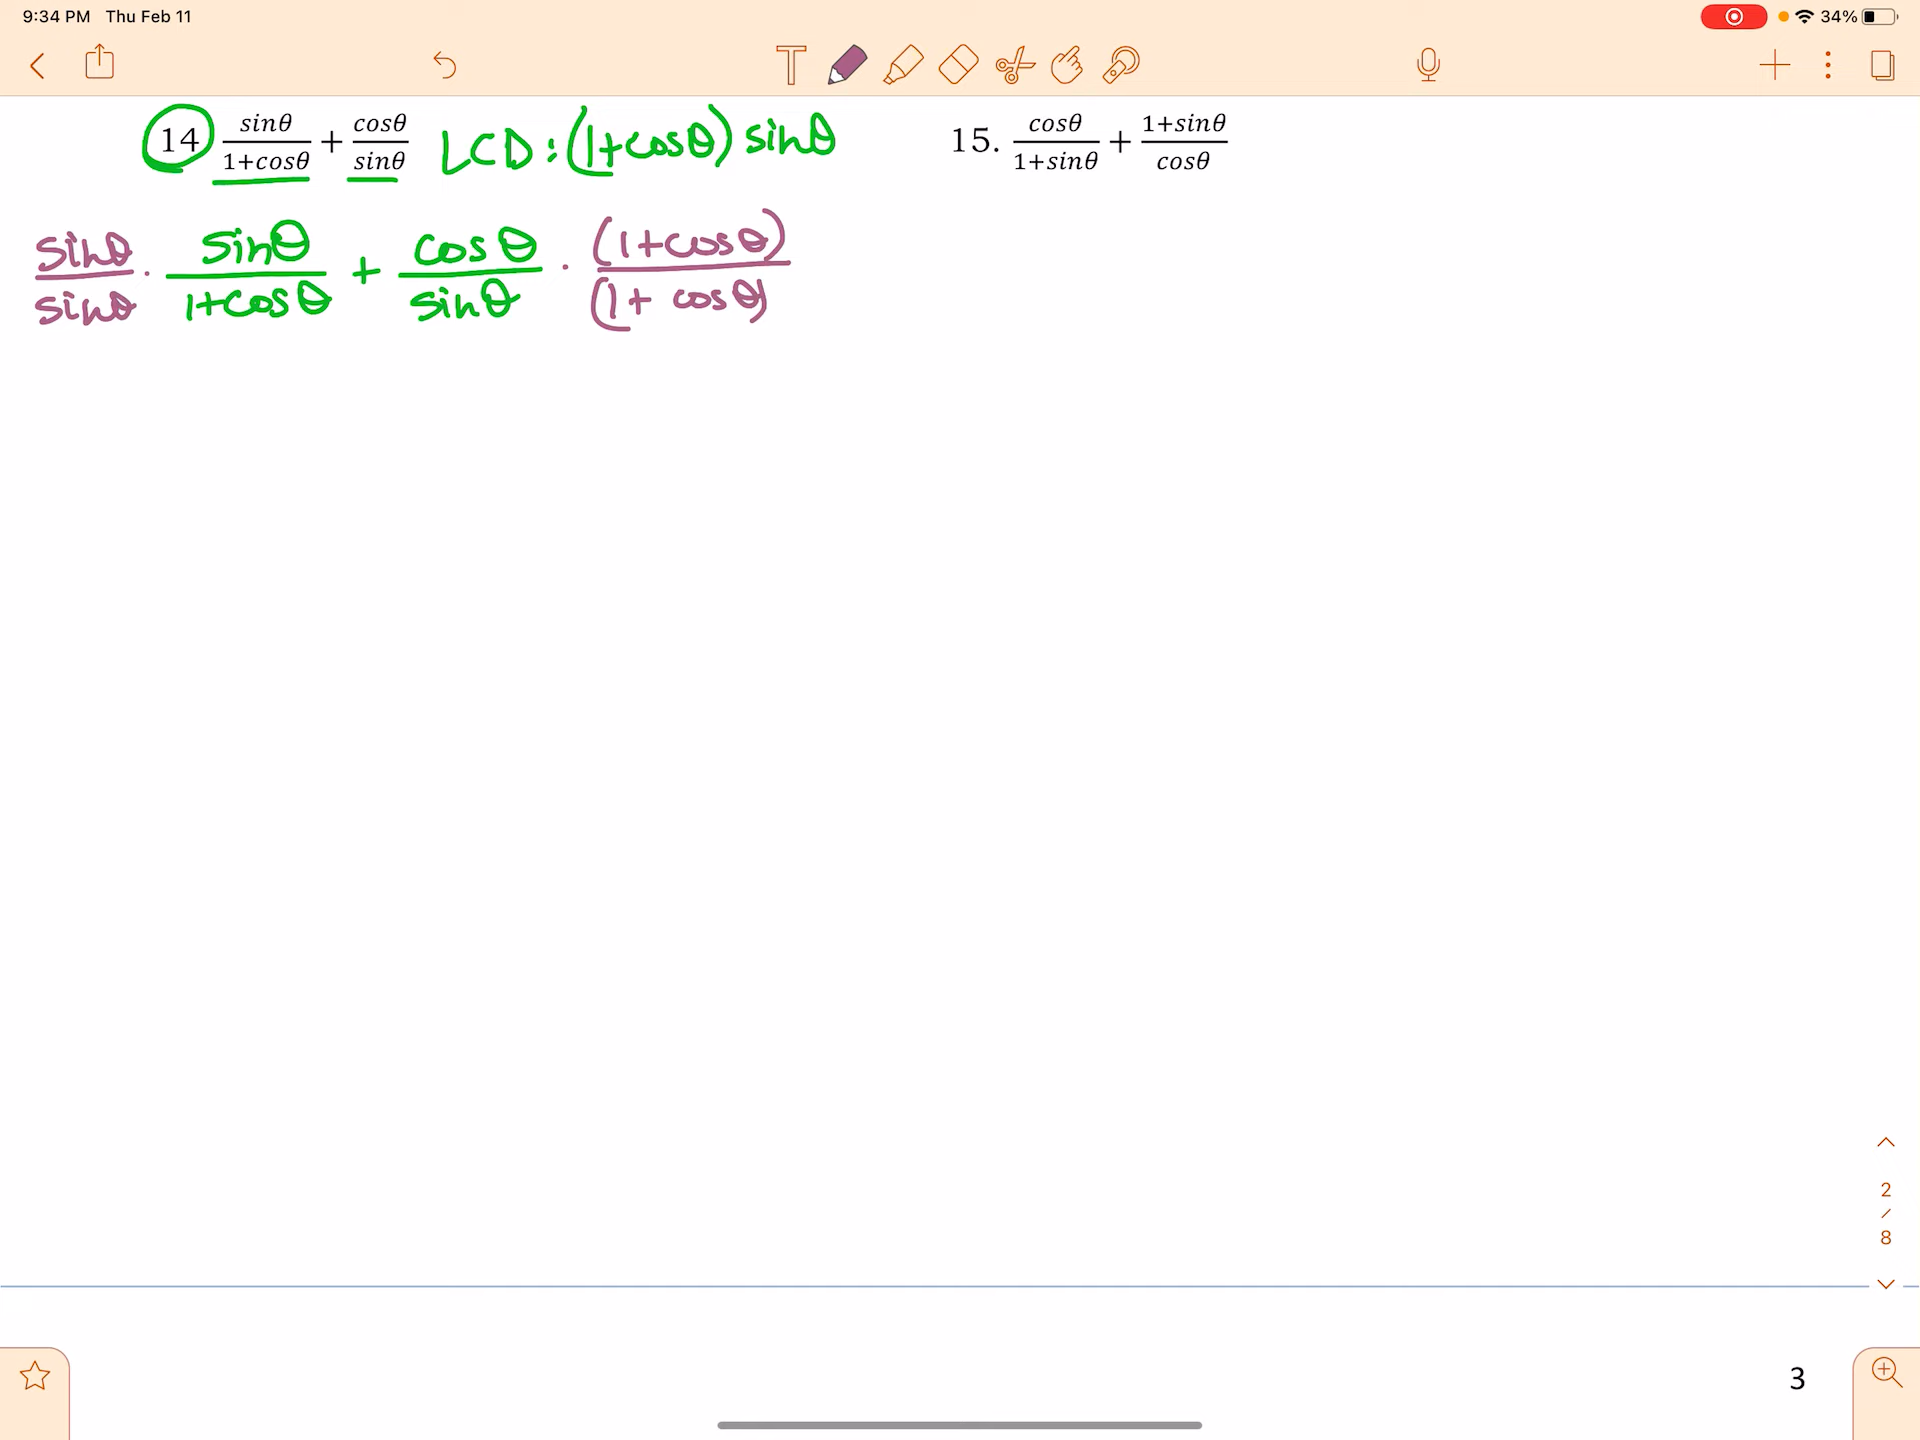 9:34 PM Thu Feb 11 34%
14 sinθ/1+cosθ + cosθ/sinθ LCD: (1+cosθ) sinθ
15. cosθ/1+sinθ + 1+sinθ/cosθ
sinθ/sinθ · sinθ/1+cosθ + cosθ/sinθ · (1+cosθ)/(1+cosθ)
2
/
8
3